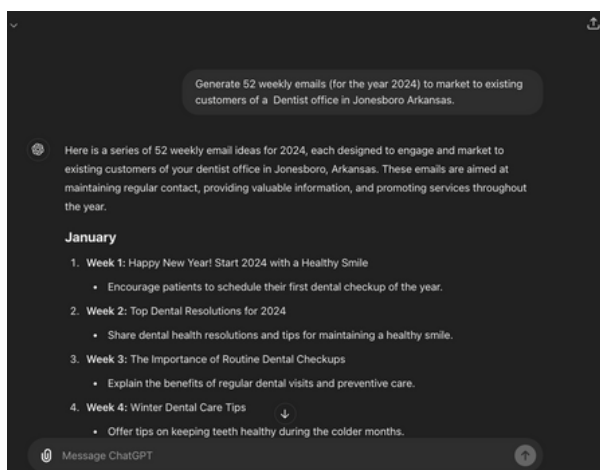 Generate 52 weekly emails (for the year 2024) to market to existing
customers of a Dentist office in Jonesboro Arkansas.
Here is a series of 52 weekly email ideas for 2024, each designed to engage and market to
existing customers of your dentist office in Jonesboro, Arkansas. These emails are aimed at
maintaining regular contact, providing valuable information, and promoting services throughout
the year.
January
1. Week 1: Happy New Year! Start 2024 with a Healthy Smile
• Encourage patients to schedule their first dental checkup of the year.
2. Week 2: Top Dental Resolutions for 2024
• Share dental health resolutions and tips for maintaining a healthy smile.
3. Week 3: The Importance of Routine Dental Checkups
• Explain the benefits of regular dental visits and preventive care.
4. Week 4: Winter Dental Care Tips
• Offer tips on keeping teeth healthy during the colder months.
Message ChatGPT